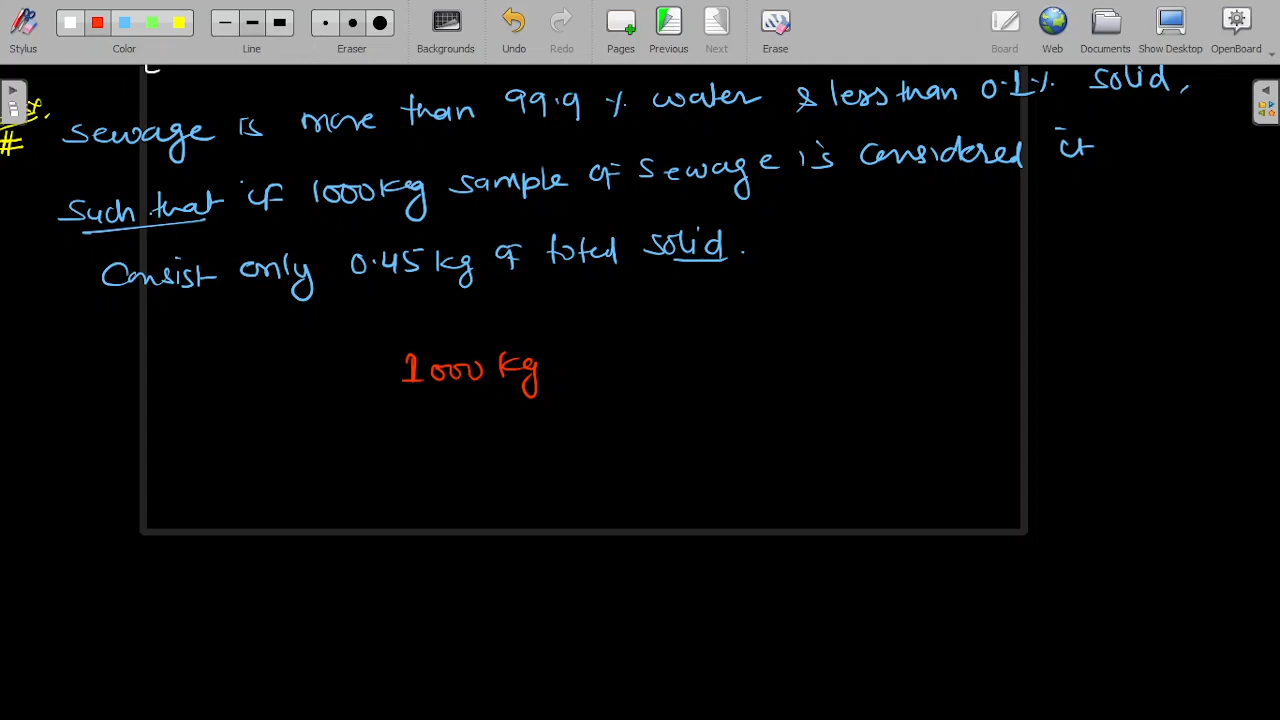 Stylus Color Line Eraser Backgrounds Undo Redo Pages Previous Next Erase Board Web Documents Show Desktop OpenBoard
# Sewage is more than 99.9 % water & less than 0.1% solid,
Such that if 1000kg sample of sewage is considered it
Consist only 0.45 kg of total solid.
1000 kg